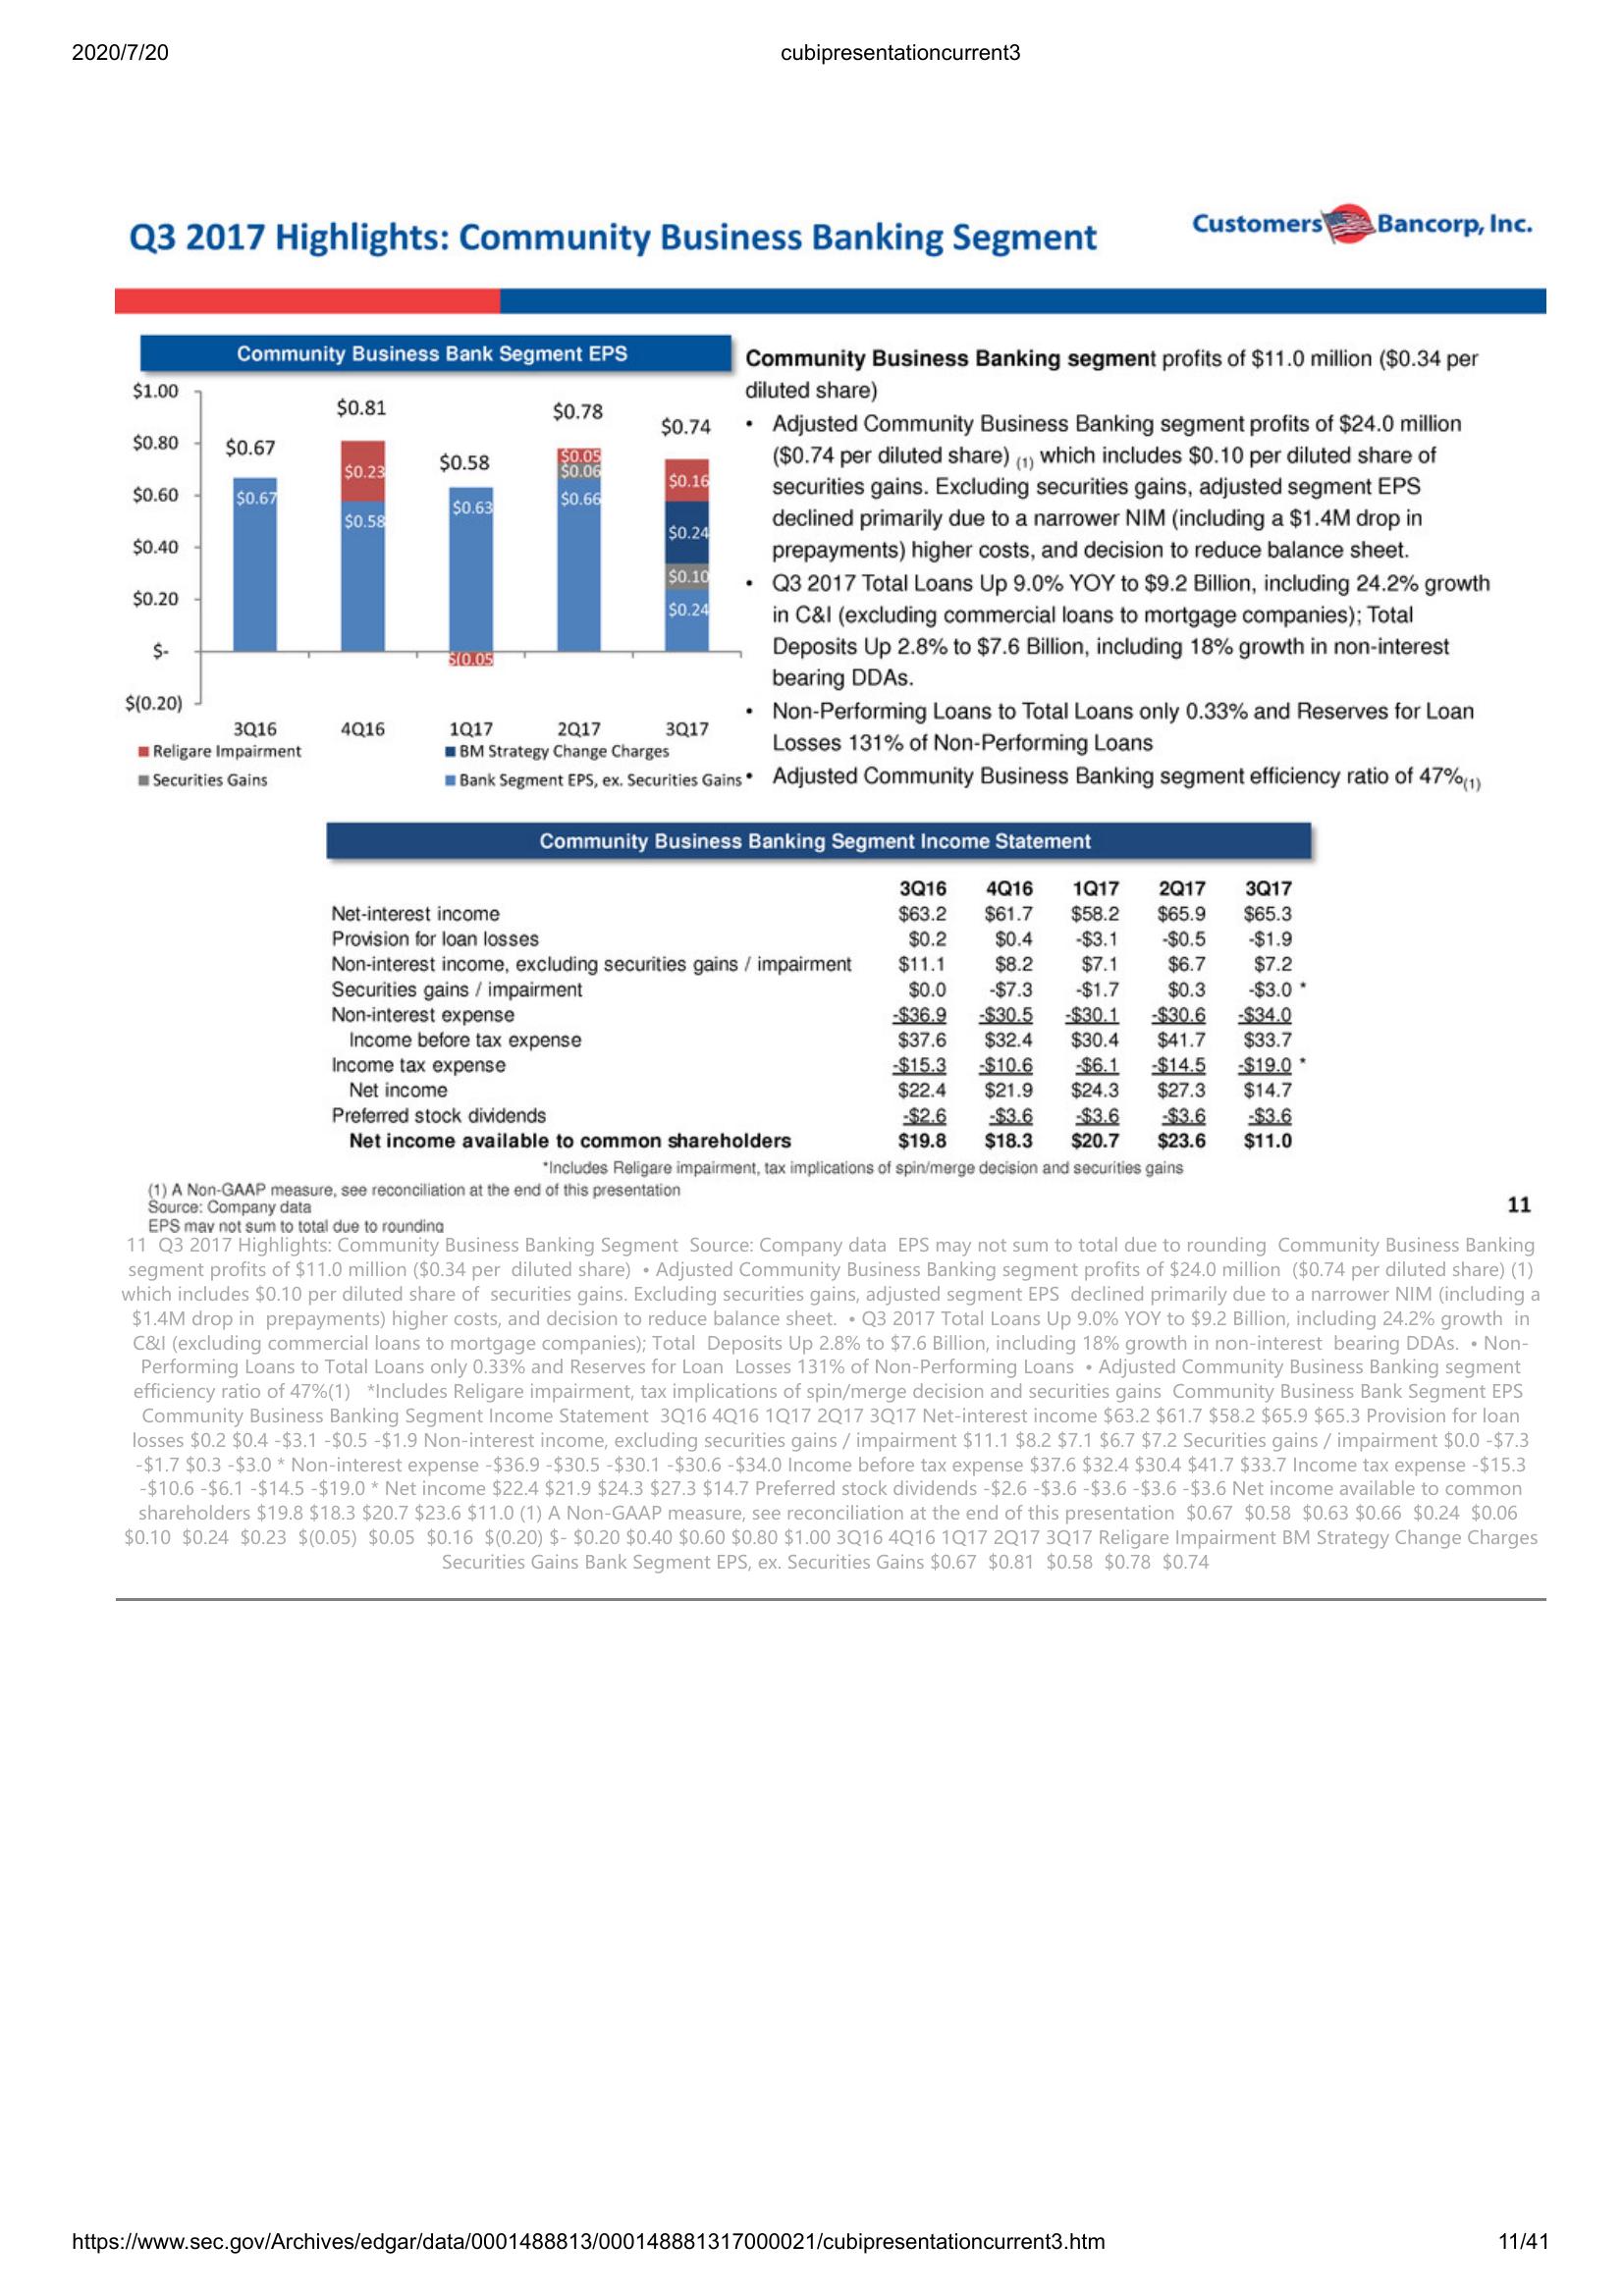 2020/7/20 cubipresentationcurrent3
Q3 2017 Highlights: Community Business Banking Segment
Customers Bancorp, Inc.
Community Business Bank Segment EPS
$1.00
$0.80
$0.60
$0.40
$0.20
$-
$(0.20)
$0.67 $0.81 $0.58 $0.78 $0.74
$0.67
$0.23
$0.58
$0.63
$(0.05
$0.05
$0.06
$0.66
$0.16
$0.24
$0.10
$0.24
3Q16 4Q16 1Q17 2Q17 3Q17
Religare Impairment BM Strategy Change Charges
Securities Gains Bank Segment EPS, ex. Securities Gains
Community Business Banking segment profits of $11.0 million ($0.34 per
diluted share)
• Adjusted Community Business Banking segment profits of $24.0 million
($0.74 per diluted share) (1) which includes $0.10 per diluted share of
securities gains. Excluding securities gains, adjusted segment EPS
declined primarily due to a narrower NIM (including a $1.4M drop in
prepayments) higher costs, and decision to reduce balance sheet.
• Q3 2017 Total Loans Up 9.0% YOY to $9.2 Billion, including 24.2% growth
in C&I (excluding commercial loans to mortgage companies); Total
Deposits Up 2.8% to $7.6 Billion, including 18% growth in non-interest
bearing DDAs.
• Non-Performing Loans to Total Loans only 0.33% and Reserves for Loan
Losses 131% of Non-Performing Loans
• Adjusted Community Business Banking segment efficiency ratio of 47%(1)
Community Business Banking Segment Income Statement
3Q16 4Q16 1Q17 2Q17 3Q17
Net-interest income $63.2 $61.7 $58.2 $65.9 $65.3
Provision for loan losses $0.2 $0.4 -$3.1 -$0.5 -$1.9
Non-interest income, excluding securities gains / impairment $11.1 $8.2 $7.1 $6.7 $7.2
Securities gains / impairment $0.0 -$7.3 -$1.7 $0.3 -$3.0 *
Non-interest expense -$36.9 -$30.5 -$30.1 -$30.6 -$34.0
Income before tax expense $37.6 $32.4 $30.4 $41.7 $33.7
Income tax expense -$15.3 -$10.6 -$6.1 -$14.5 -$19.0 *
Net income $22.4 $21.9 $24.3 $27.3 $14.7
Preferred stock dividends -$2.6 -$3.6 -$3.6 -$3.6 -$3.6
Net income available to common shareholders $19.8 $18.3 $20.7 $23.6 $11.0
*Includes Religare impairment, tax implications of spin/merge decision and securities gains
(1) A Non-GAAP measure, see reconciliation at the end of this presentation
Source: Company data
EPS may not sum to total due to rounding
11
11 Q3 2017 Highlights: Community Business Banking Segment Source: Company data EPS may not sum to total due to rounding Community Business Banking
segment profits of $11.0 million ($0.34 per diluted share) • Adjusted Community Business Banking segment profits of $24.0 million ($0.74 per diluted share) (1)
which includes $0.10 per diluted share of securities gains. Excluding securities gains, adjusted segment EPS declined primarily due to a narrower NIM (including a
$1.4M drop in prepayments) higher costs, and decision to reduce balance sheet. • Q3 2017 Total Loans Up 9.0% YOY to $9.2 Billion, including 24.2% growth in
C&I (excluding commercial loans to mortgage companies); Total Deposits Up 2.8% to $7.6 Billion, including 18% growth in non-interest bearing DDAs. • Non-
Performing Loans to Total Loans only 0.33% and Reserves for Loan Losses 131% of Non-Performing Loans • Adjusted Community Business Banking segment
efficiency ratio of 47%(1) *Includes Religare impairment, tax implications of spin/merge decision and securities gains Community Business Bank Segment EPS
Community Business Banking Segment Income Statement 3Q16 4Q16 1Q17 2Q17 3Q17 Net-interest income $63.2 $61.7 $58.2 $65.9 $65.3 Provision for loan
losses $0.2 $0.4 -$3.1 -$0.5 -$1.9 Non-interest income, excluding securities gains / impairment $11.1 $8.2 $7.1 $6.7 $7.2 Securities gains / impairment $0.0 -$7.3
-$1.7 $0.3 -$3.0 * Non-interest expense -$36.9 -$30.5 -$30.1 -$30.6 -$34.0 Income before tax expense $37.6 $32.4 $30.4 $41.7 $33.7 Income tax expense -$15.3
-$10.6 -$6.1 -$14.5 -$19.0 * Net income $22.4 $21.9 $24.3 $27.3 $14.7 Preferred stock dividends -$2.6 -$3.6 -$3.6 -$3.6 -$3.6 Net income available to common
shareholders $19.8 $18.3 $20.7 $23.6 $11.0 (1) A Non-GAAP measure, see reconciliation at the end of this presentation $0.67 $0.58 $0.63 $0.66 $0.24 $0.06
$0.10 $0.24 $0.23 $(0.05) $0.05 $0.16 $(0.20) $- $0.20 $0.40 $0.60 $0.80 $1.00 3Q16 4Q16 1Q17 2Q17 3Q17 Religare Impairment BM Strategy Change Charges
Securities Gains Bank Segment EPS, ex. Securities Gains $0.67 $0.81 $0.58 $0.78 $0.74
https://www.sec.gov/Archives/edgar/data/0001488813/000148881317000021/cubipresentationcurrent3.htm 11/41